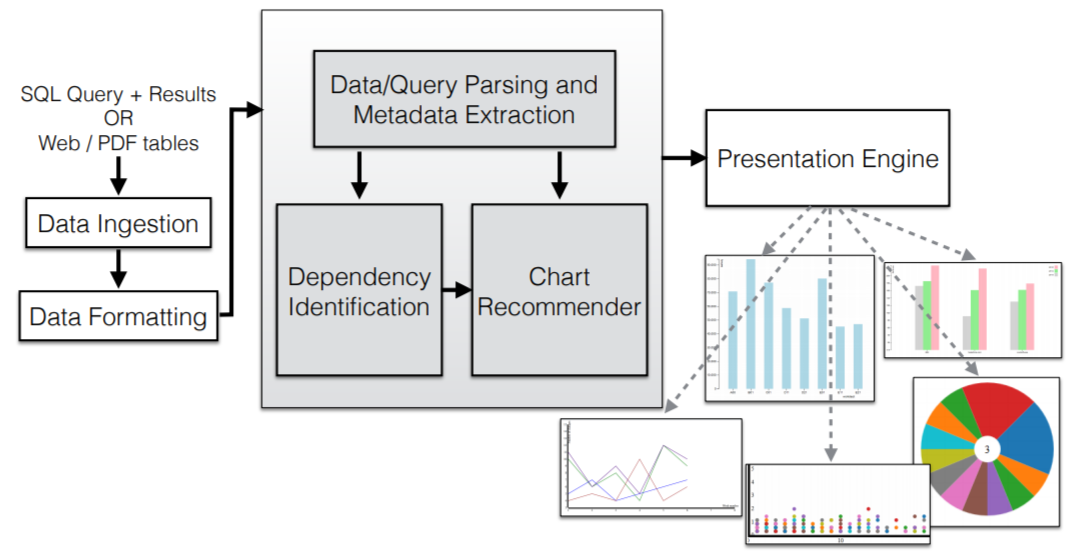 SQL Query + Results
OR
Web / PDF tables
Data Ingestion
Data Formatting
Data/Query Parsing and
Metadata Extraction
Dependency
Identification
Chart
Recommender
Presentation Engine
3